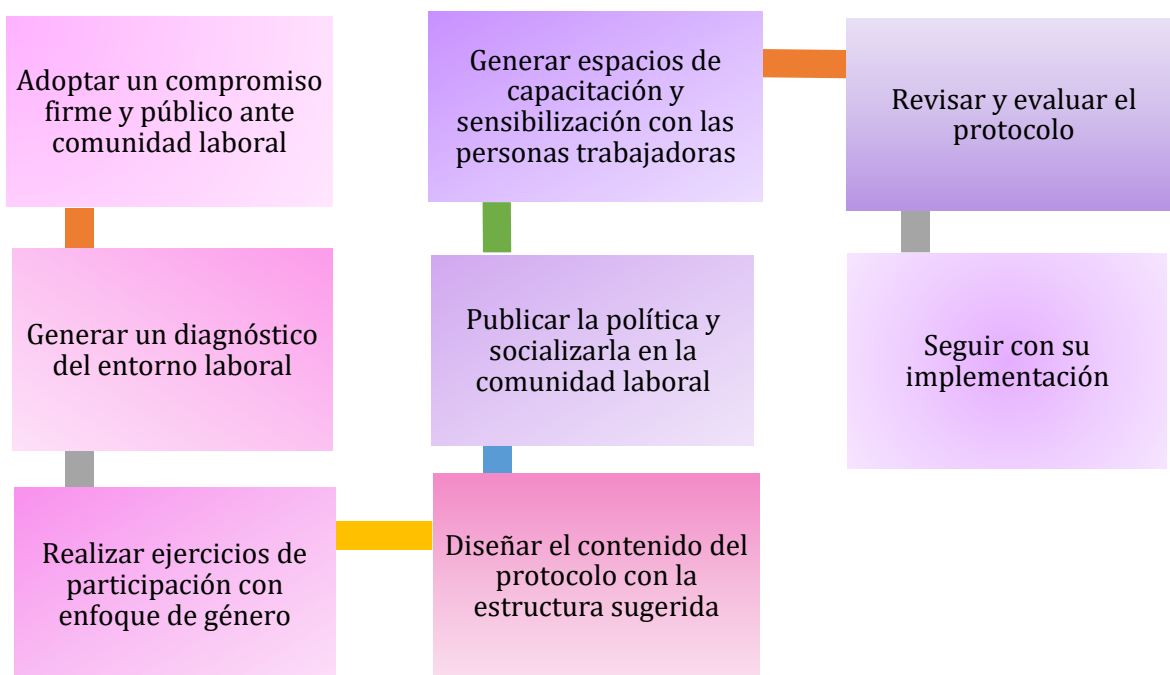 Adoptar un compromiso
firme y público ante
comunidad laboral
Generar un diagnóstico
del entorno laboral
Realizar ejercicios de
participación con
enfoque de género
Diseñar el contenido del
protocolo con la
estructura sugerida
Publicar la política y
socializarla en la
comunidad laboral
Generar espacios de
capacitación y
sensibilización con las
personas trabajadoras
Revisar y evaluar el
protocolo
Seguir con su
implementación